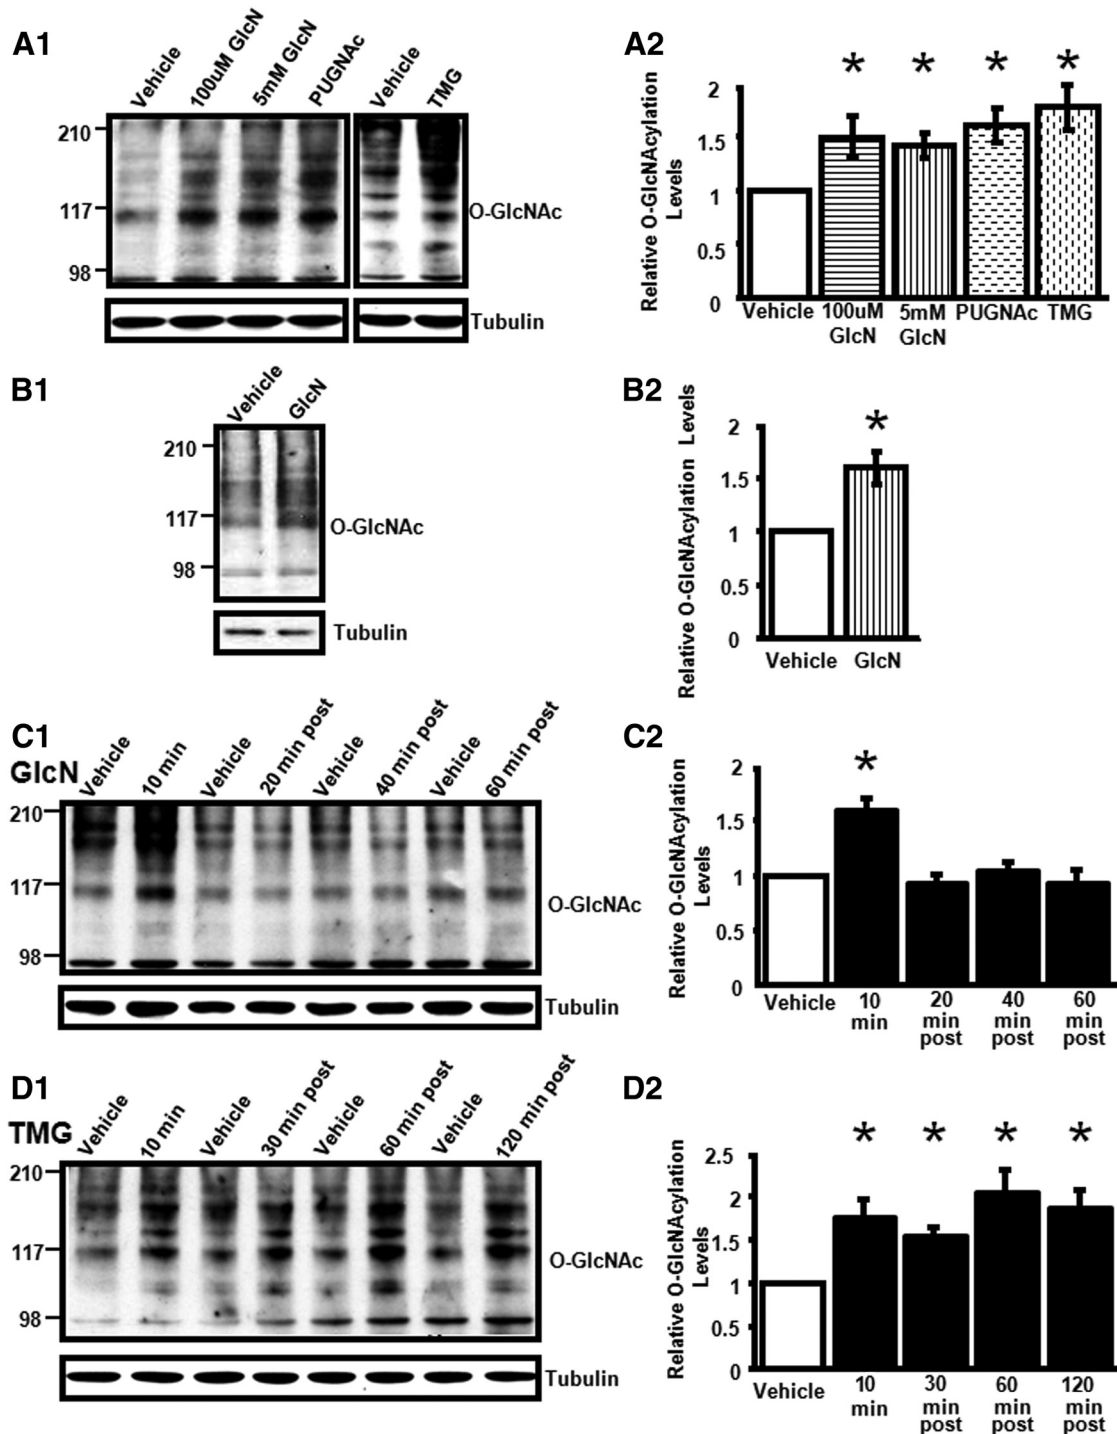 A1
Vehicle
100uM GlcN
5mM GlcN
PUGNAc
Vehicle
TMG
210
117
98
O-GlcNAc
Tubulin
A2
Relative O-GlcNAcylation
Levels
2
1.5
1
0.5
0
*
*
*
*
Vehicle
100uM
GlcN
5mM
GlcN
PUGNAc
TMG
B1
Vehicle
GlcN
210
117
98
O-GlcNAc
Tubulin
B2
Relative O-GlcNAcylation Levels
2
1.5
1
0.5
0
*
Vehicle
GlcN
C1
GlcN
Vehicle
10 min
Vehicle
20 min post
Vehicle
40 min post
Vehicle
60 min post
210
117
98
O-GlcNAc
Tubulin
C2
Relative O-GlcNAcylation
Levels
2
1.5
1
0.5
0
*
Vehicle
10
min
20
min
post
40
min
post
60
min
post
D1
TMG
Vehicle
10 min
Vehicle
30 min post
Vehicle
60 min post
Vehicle
120 min post
210
117
98
O-GlcNAc
Tubulin
D2
Relative O-GlcNAcylation
Levels
2.5
2
1.5
1
0.5
0
*
*
*
*
Vehicle
10
min
30
min
post
60
min
post
120
min
post